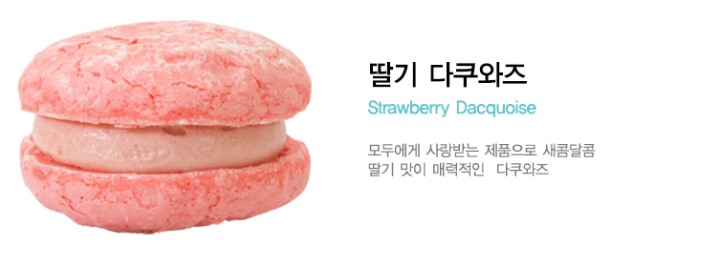 딸기 다쿠와즈
Strawberry Dacquoise
모두에게 사랑받는 제품으로 새콤달콤
딸기 맛이 매력적인 다쿠와즈